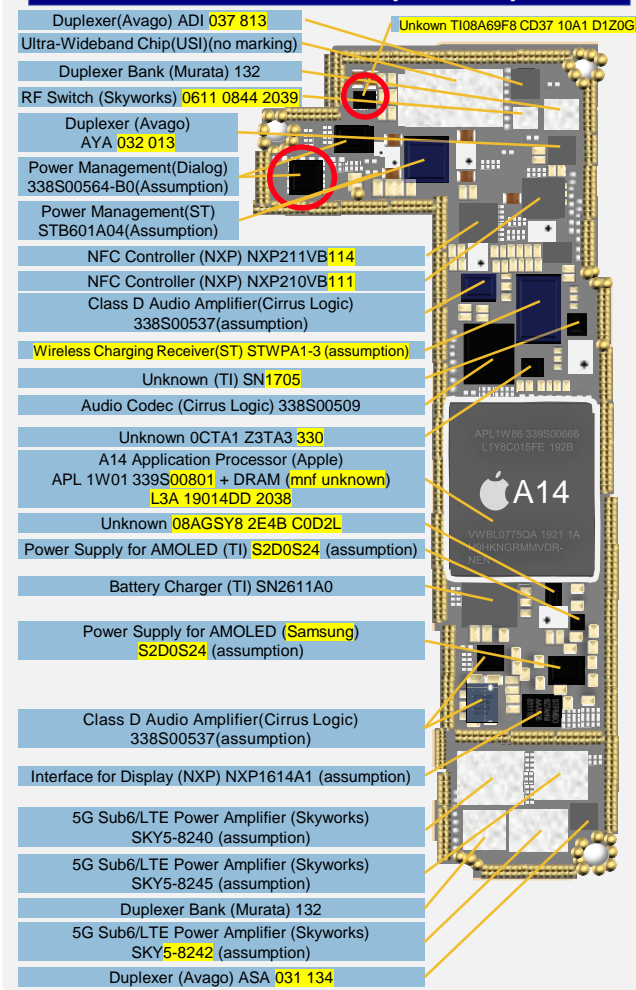 Duplexer(Avago) ADI 037 813
Unkown TI08A69F8 CD37 10A1 D1Z0G
Ultra-Wideband Chip(USI)(no marking)
Duplexer Bank (Murata) 132
RF Switch (Skyworks) 0611 0844 2039
Duplexer (Avago)
AYA 032 013
Power Management(Dialog)
338S00564-B0(Assumption)
Power Management(ST)
STB601A04(Assumption)
NFC Controller (NXP) NXP211VB114
NFC Controller (NXP) NXP210VB111
Class D Audio Amplifier(Cirrus Logic)
338S00537(assumption)
Wireless Charging Receiver(ST) STWPA1-3 (assumption)
Unknown (TI) SN1705
Audio Codec (Cirrus Logic) 338S00509
Unknown 0CTA1 Z3TA3 330
A14 Application Processor (Apple)
APL 1W01 339S00801 + DRAM (mnf unknown)
L3A 19014DD 2038
Unknown 08AGSY8 2E4B C0D2L
Power Supply for AMOLED (TI) S2D0S24 (assumption)
Battery Charger (TI) SN2611A0
Power Supply for AMOLED (Samsung)
S2D0S24 (assumption)
Class D Audio Amplifier(Cirrus Logic)
338S00537(assumption)
Interface for Display (NXP) NXP1614A1 (assumption)
5G Sub6/LTE Power Amplifier (Skyworks)
SKY5-8240 (assumption)
5G Sub6/LTE Power Amplifier (Skyworks)
SKY5-8245 (assumption)
Duplexer Bank (Murata) 132
5G Sub6/LTE Power Amplifier (Skyworks)
SKY5-8242 (assumption)
Duplexer (Avago) ASA 031 134
APL1W86 339S00666
L1Y8C015FE 192B
A14
VWBL0775QA 1921 1A
H9HKNGRMMVDR-
NEH